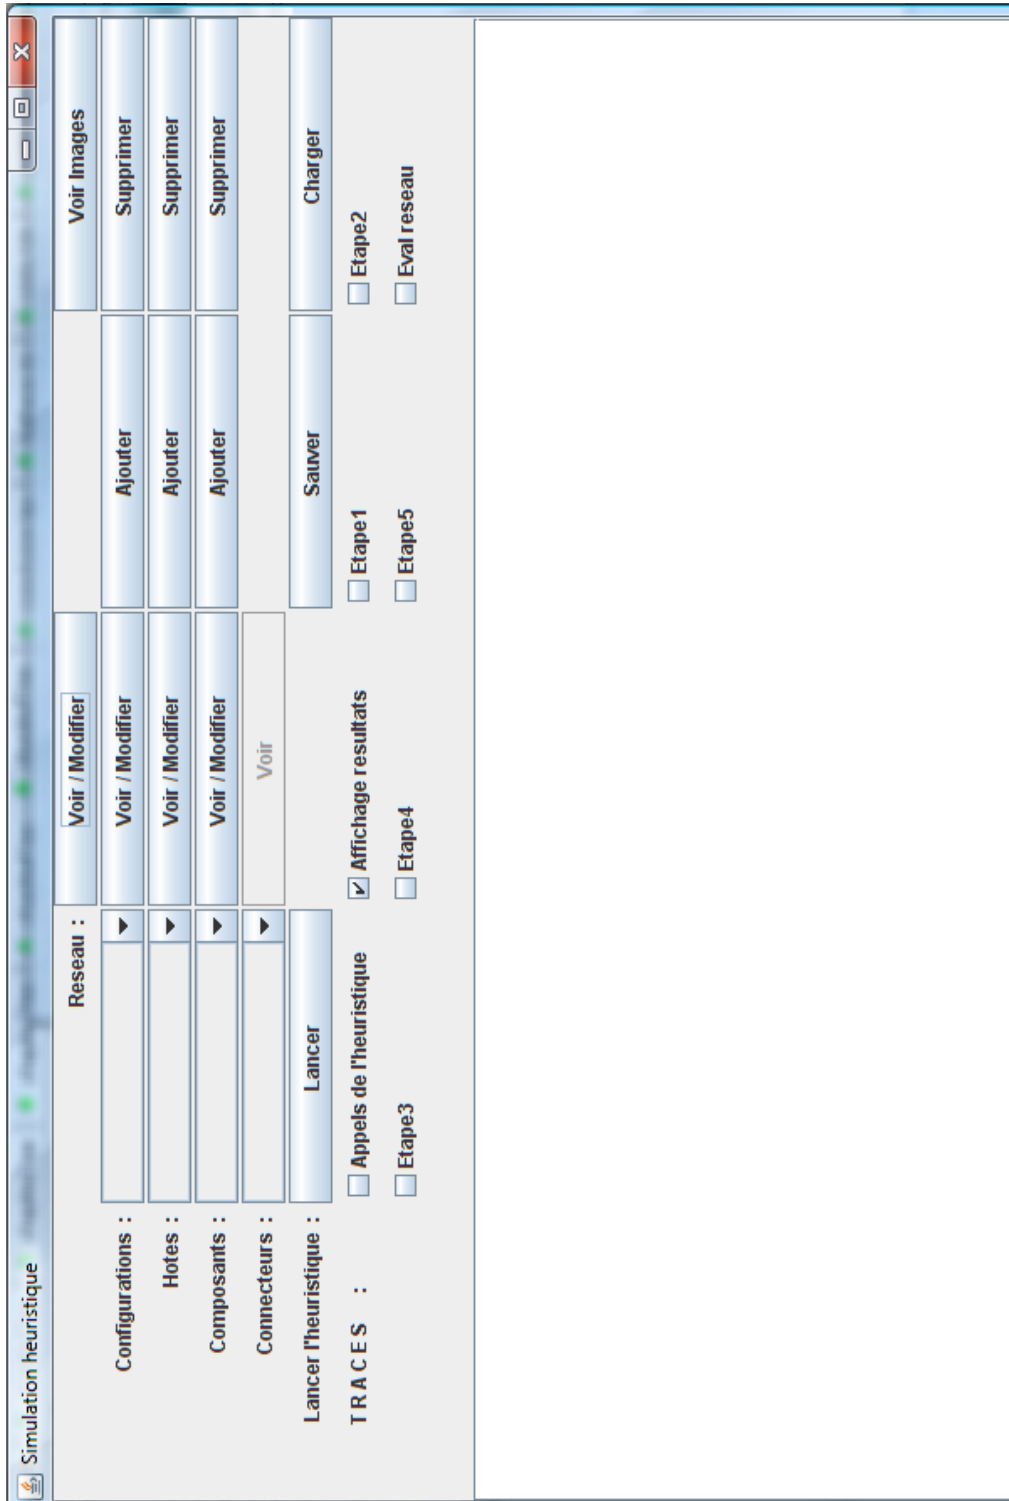 Simulation heuristique
Reseau : Voir / Modifier Voir Images
Configurations : Voir / Modifier Ajouter Supprimer
Hotes : Voir / Modifier Ajouter Supprimer
Composants : Voir / Modifier Ajouter Supprimer
Connecteurs : Voir
Lancer l'heuristique : Lancer Sauver Charger
T R A C E S : Appels de l'heuristique Affichage resultats Etape1 Etape2
Etape3 Etape4 Etape5 Eval reseau